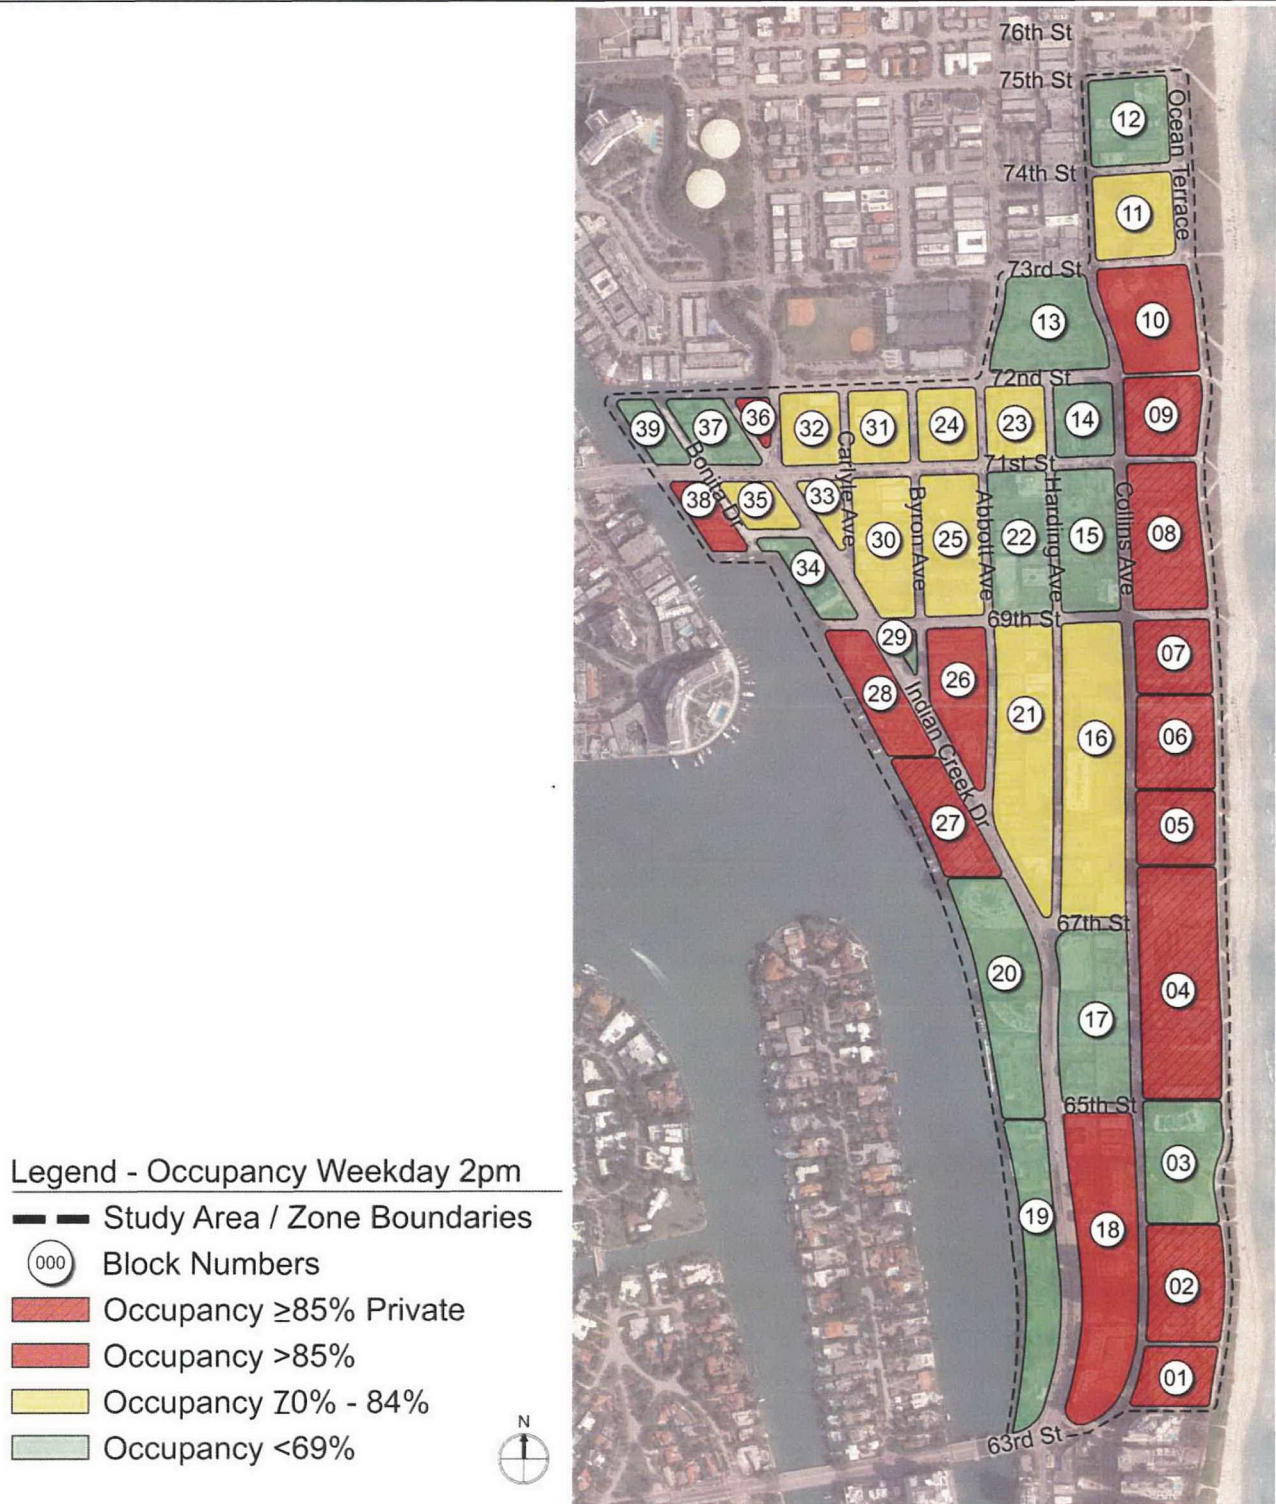 76th St
75th St
12
Ocean Terrace
74th St
11
73rd St
13
10
72nd St
39
37
36
32
31
24
23
14
09
71st St
Bonita Dr
Carlyle Ave
Byron Ave
Abbott Ave
Harding Ave
Collins Ave
38
35
33
30
25
22
15
08
34
69th St
29
28
26
21
16
07
06
Indian Creek Dr
27
05
67th St
20
17
04
65th St
03
19
18
02
01
63rd St
Legend - Occupancy Weekday 2pm
Study Area / Zone Boundaries
000 Block Numbers
Occupancy ≥85% Private
Occupancy >85%
Occupancy 70% - 84%
Occupancy <69%
N